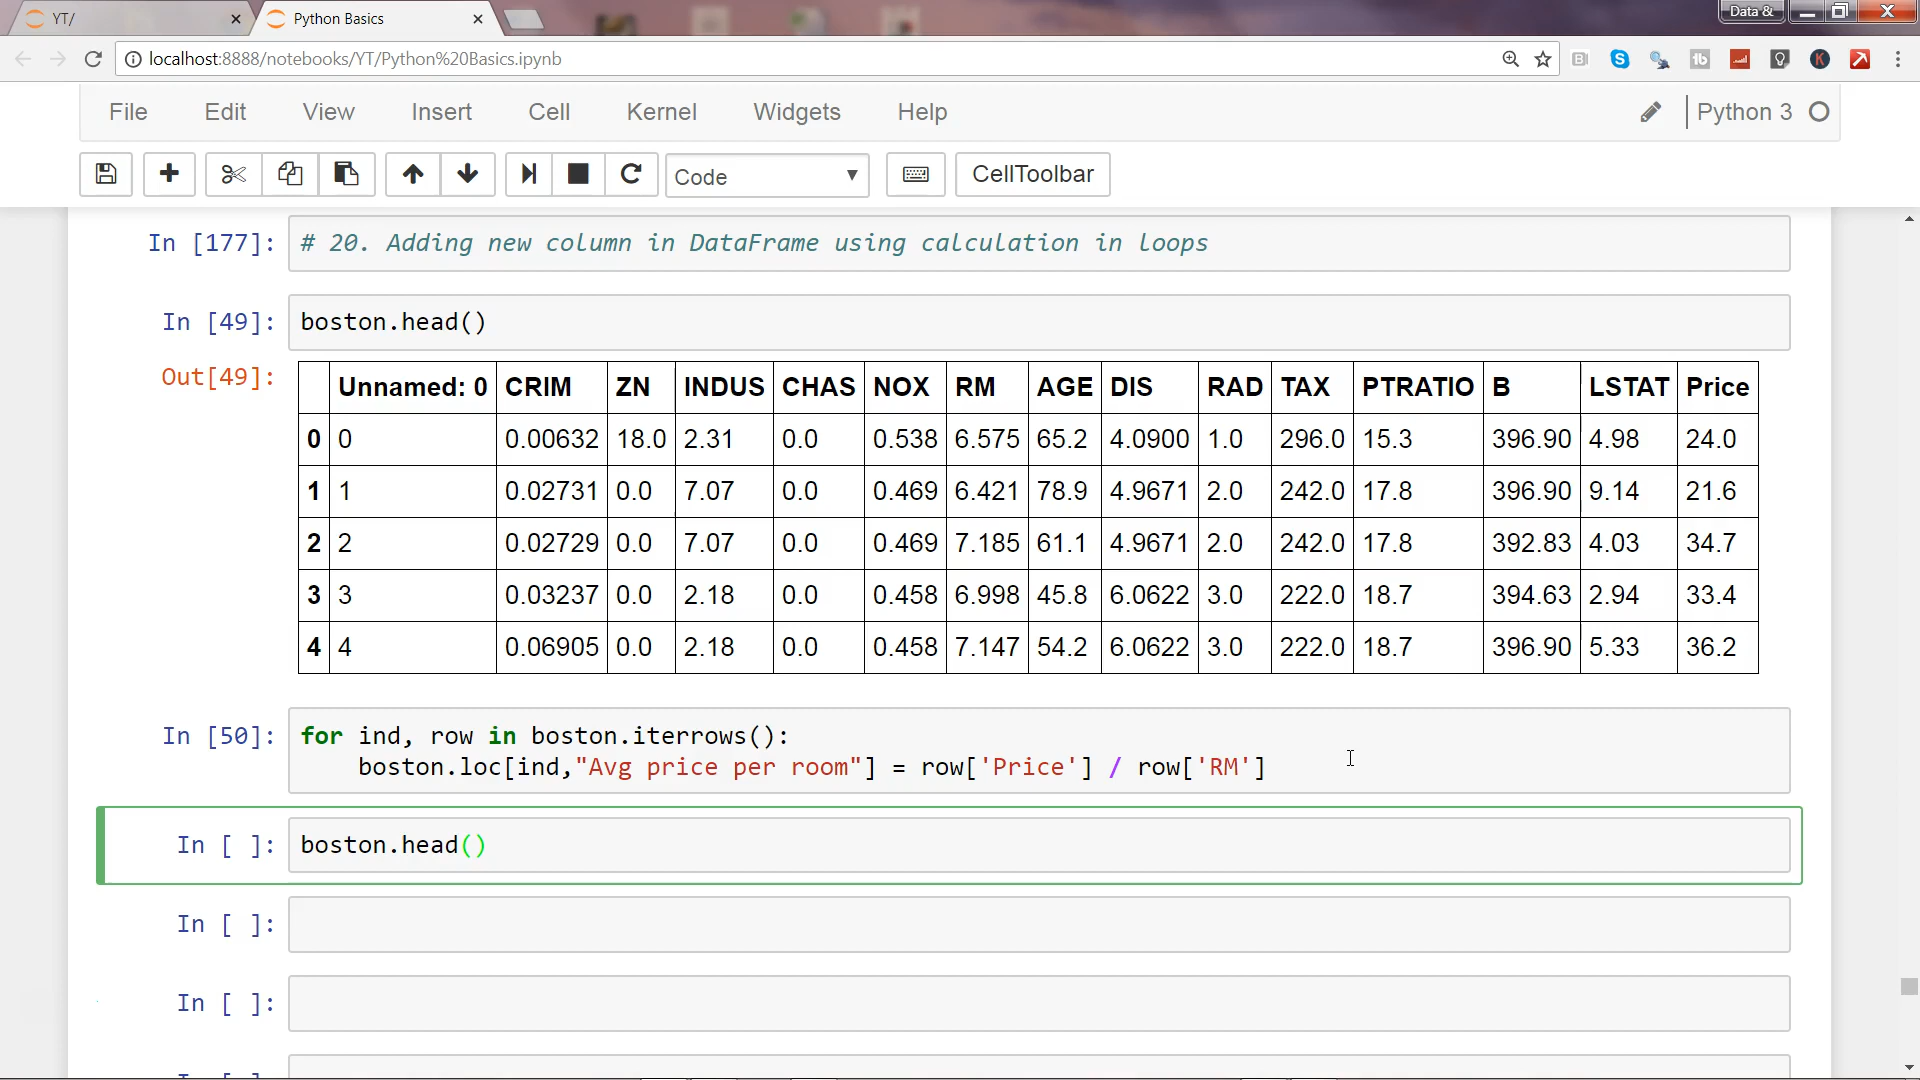 YT/
Python Basics
Data &
localhost:8888/notebooks/YT/Python%20Basics.ipynb
File Edit View Insert Cell Kernel Widgets Help Python 3
Code CellToolbar
In [177]: # 20. Adding new column in DataFrame using calculation in loops
In [49]: boston.head()
Out[49]:
Unnamed: 0 CRIM ZN INDUS CHAS NOX RM AGE DIS RAD TAX PTRATIO B LSTAT Price
0 0 0.00632 18.0 2.31 0.0 0.538 6.575 65.2 4.0900 1.0 296.0 15.3 396.90 4.98 24.0
1 1 0.02731 0.0 7.07 0.0 0.469 6.421 78.9 4.9671 2.0 242.0 17.8 396.90 9.14 21.6
2 2 0.02729 0.0 7.07 0.0 0.469 7.185 61.1 4.9671 2.0 242.0 17.8 392.83 4.03 34.7
3 3 0.03237 0.0 2.18 0.0 0.458 6.998 45.8 6.0622 3.0 222.0 18.7 394.63 2.94 33.4
4 4 0.06905 0.0 2.18 0.0 0.458 7.147 54.2 6.0622 3.0 222.0 18.7 396.90 5.33 36.2
In [50]: for ind, row in boston.iterrows():
boston.loc[ind,"Avg price per room"] = row['Price'] / row['RM']
In [ ]: boston.head()
In [ ]:
In [ ]: